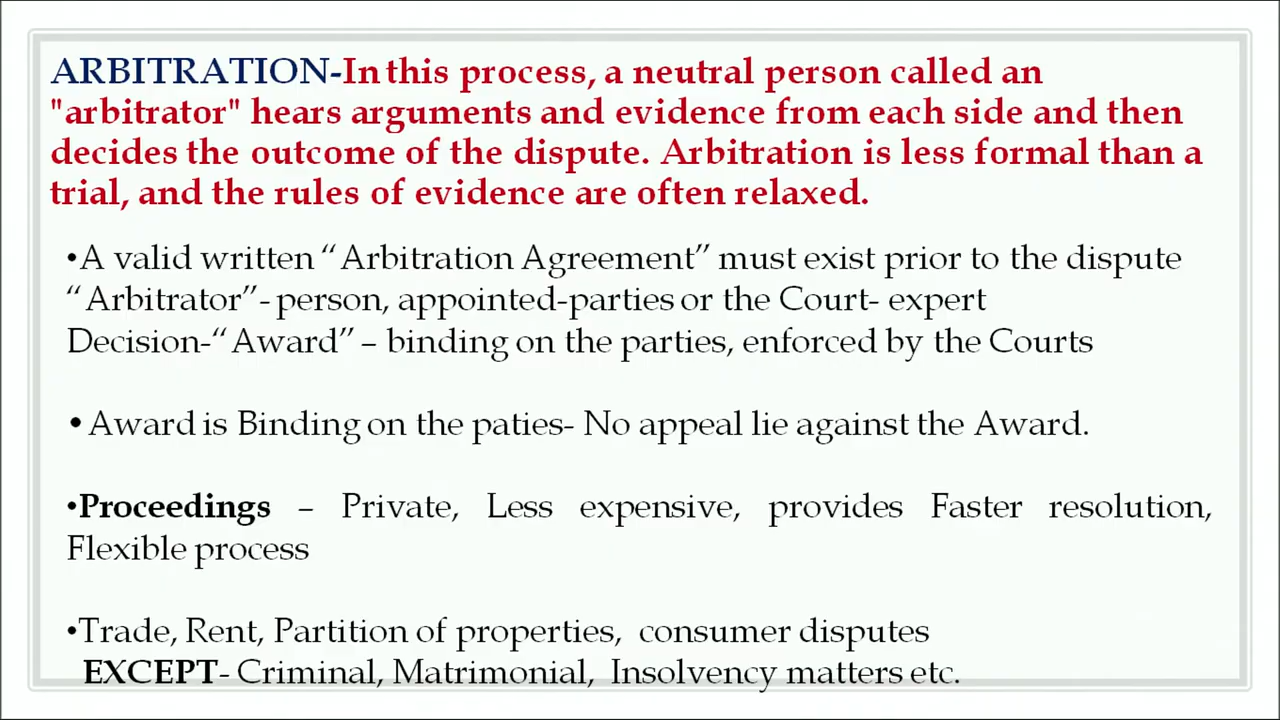 ARBITRATION-In this process, a neutral person called an
"arbitrator" hears arguments and evidence from each side and then
decides the outcome of the dispute. Arbitration is less formal than a
trial, and the rules of evidence are often relaxed.
•A valid written “Arbitration Agreement” must exist prior to the dispute
“Arbitrator”- person, appointed-parties or the Court- expert
Decision-“Award” – binding on the parties, enforced by the Courts
• Award is Binding on the paties- No appeal lie against the Award.
•Proceedings – Private, Less expensive, provides Faster resolution,
Flexible process
•Trade, Rent, Partition of properties, consumer disputes
EXCEPT- Criminal, Matrimonial, Insolvency matters etc.